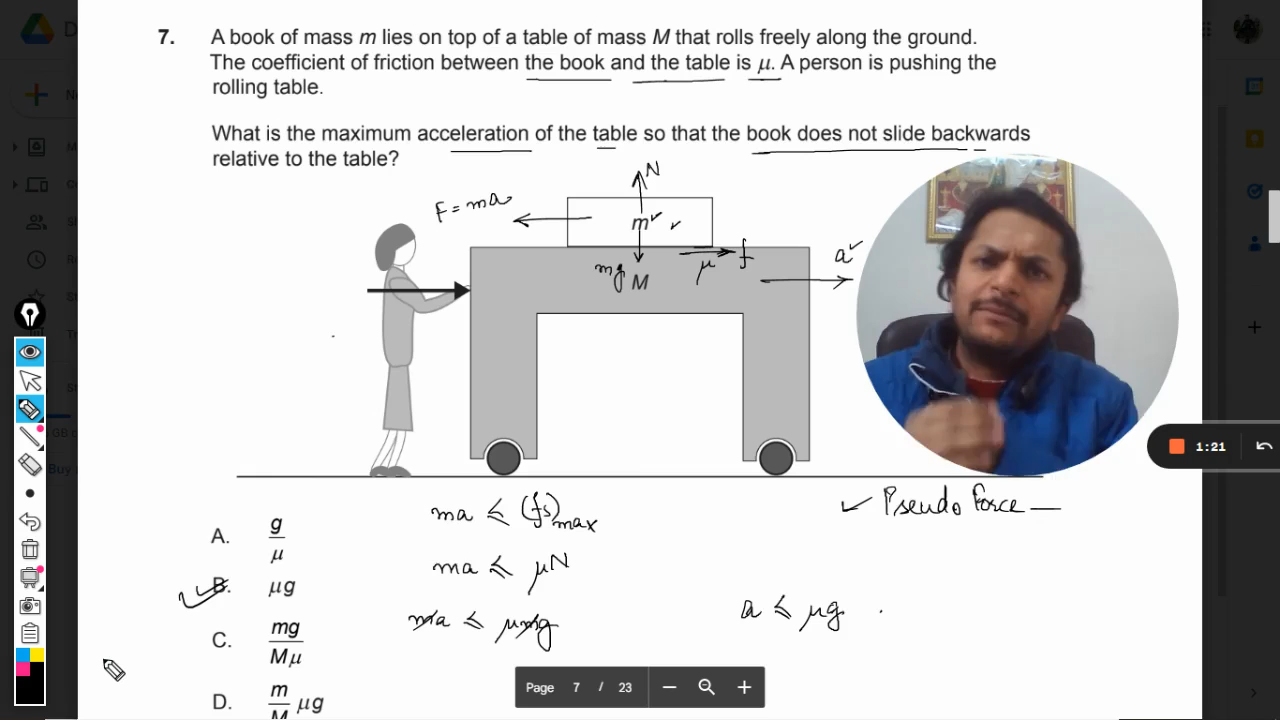 7. A book of mass m lies on top of a table of mass M that rolls freely along the ground.
The coefficient of friction between the book and the table is μ. A person is pushing the
rolling table.
What is the maximum acceleration of the table so that the book does not slide backwards
relative to the table?
N
F = ma
m
a
f
μ
mg
M
1:21
ma ⩽ (fs)max
✓ Pseudo Force —
A. g/μ
ma ⩽ μN
B. μg
ma ⩽ μmg
a ⩽ μg
C. mg/Mμ
D. m/M μg
Page 7 / 23